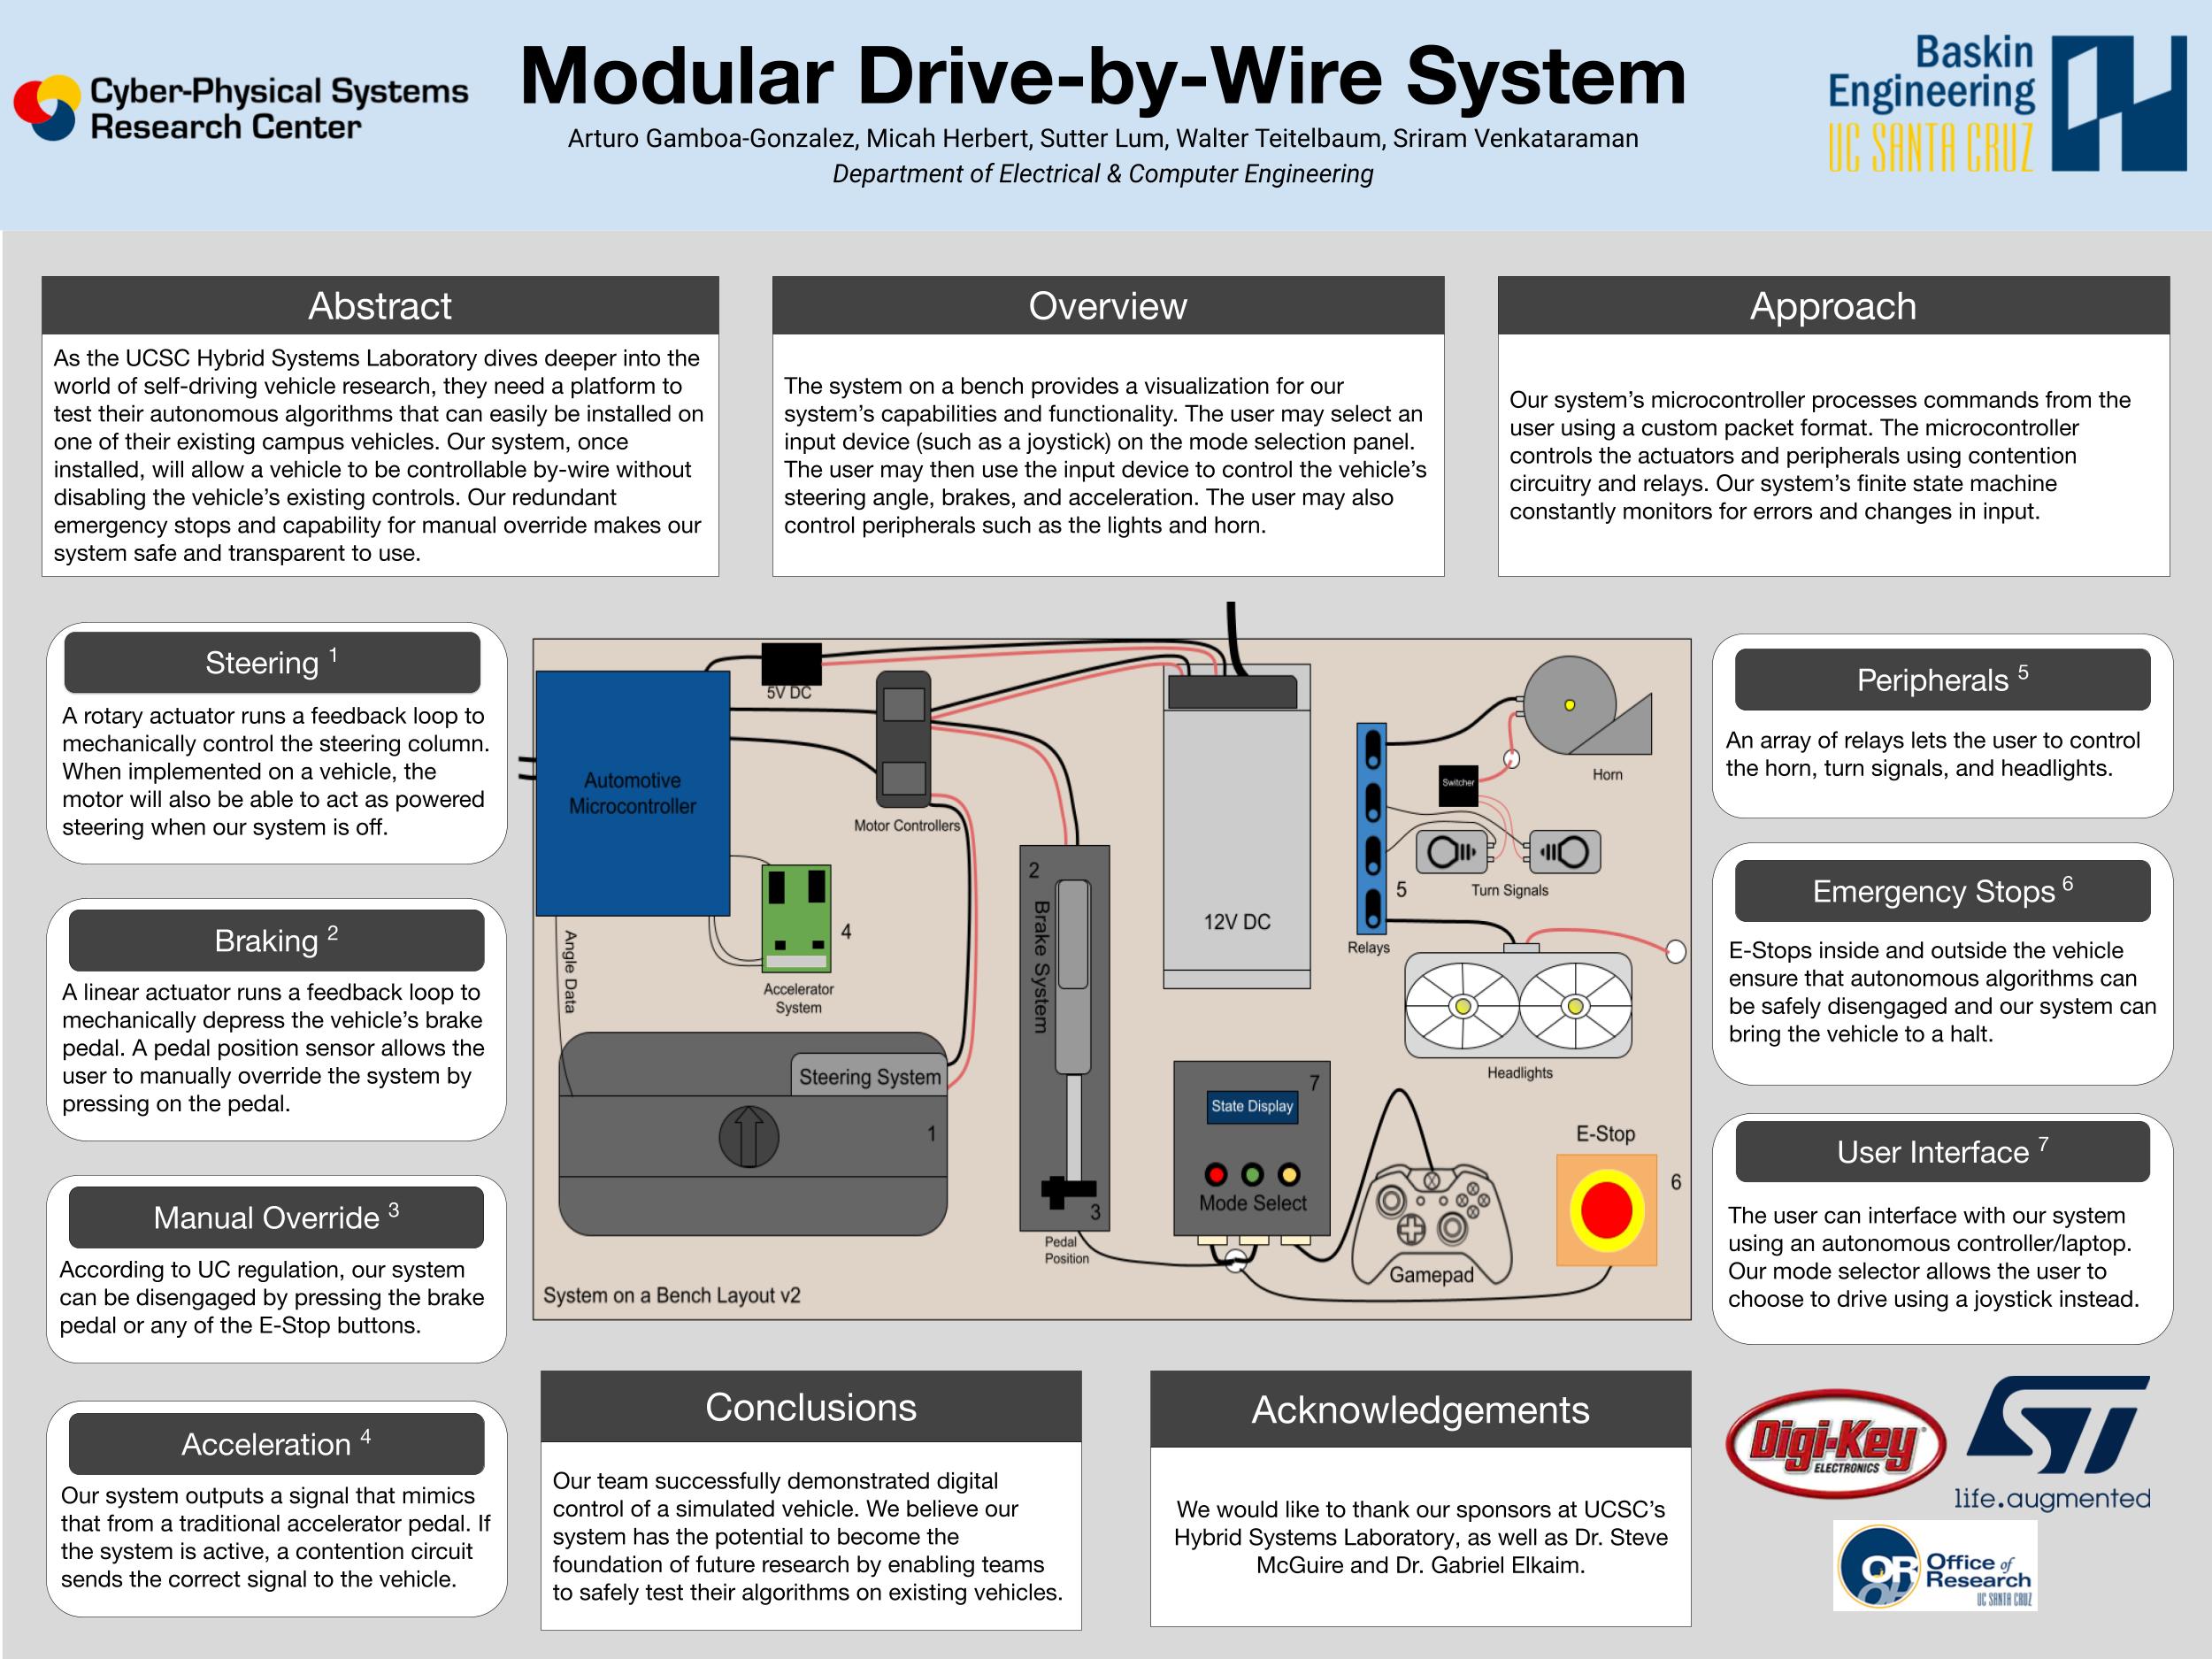 Cyber-Physical Systems
Research Center
Modular Drive-by-Wire System
Arturo Gamboa-Gonzalez, Micah Herbert, Sutter Lum, Walter Teitelbaum, Sriram Venkataraman
Department of Electrical & Computer Engineering
Baskin
Engineering
UC SANTA CRUZ
Abstract
As the UCSC Hybrid Systems Laboratory dives deeper into the
world of self-driving vehicle research, they need a platform to
test their autonomous algorithms that can easily be installed on
one of their existing campus vehicles. Our system, once
installed, will allow a vehicle to be controllable by-wire without
disabling the vehicle's existing controls. Our redundant
emergency stops and capability for manual override makes our
system safe and transparent to use.
Overview
The system on a bench provides a visualization for our
system's capabilities and functionality. The user may select an
input device (such as a joystick) on the mode selection panel.
The user may then use the input device to control the vehicle's
steering angle, brakes, and acceleration. The user may also
control peripherals such as the lights and horn.
Approach
Our system's microcontroller processes commands from the
user using a custom packet format. The microcontroller
controls the actuators and peripherals using contention
circuitry and relays. Our system's finite state machine
constantly monitors for errors and changes in input.
Steering 1
A rotary actuator runs a feedback loop to
mechanically control the steering column.
When implemented on a vehicle, the
motor will also be able to act as powered
steering when our system is off.
Braking 2
A linear actuator runs a feedback loop to
mechanically depress the vehicle's brake
pedal. A pedal position sensor allows the
user to manually override the system by
pressing on the pedal.
Manual Override 3
According to UC regulation, our system
can be disengaged by pressing the brake
pedal or any of the E-Stop buttons.
Acceleration 4
Our system outputs a signal that mimics
that from a traditional accelerator pedal. If
the system is active, a contention circuit
sends the correct signal to the vehicle.
5V DC
Automotive
Microcontroller
Motor Controllers
Angle Data
4
Accelerator
System
Steering System
1
2
Brake System
3
Pedal
Position
12V DC
Horn
Switcher
5
Turn Signals
Relays
Headlights
7
State Display
Mode Select
Gamepad
E-Stop
6
System on a Bench Layout v2
Peripherals 5
An array of relays lets the user to control
the horn, turn signals, and headlights.
Emergency Stops 6
E-Stops inside and outside the vehicle
ensure that autonomous algorithms can
be safely disengaged and our system can
bring the vehicle to a halt.
User Interface 7
The user can interface with our system
using an autonomous controller/laptop.
Our mode selector allows the user to
choose to drive using a joystick instead.
Conclusions
Our team successfully demonstrated digital
control of a simulated vehicle. We believe our
system has the potential to become the
foundation of future research by enabling teams
to safely test their algorithms on existing vehicles.
Acknowledgements
We would like to thank our sponsors at UCSC's
Hybrid Systems Laboratory, as well as Dr. Steve
McGuire and Dr. Gabriel Elkaim.
Digi-Key
ELECTRONICS
ST
life.augmented
OR
Office of
Research
UC SANTA CRUZ